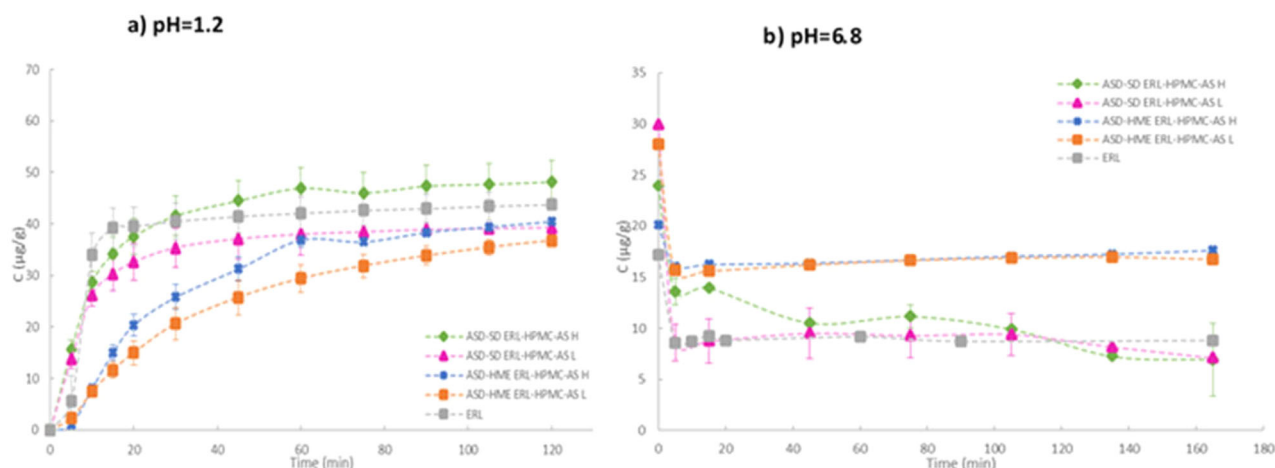 a) pH=1.2
70
60
50
40
30
20
10
0
C (µg/g)
0 20 40 60 80 100 120
Time (min)
ASD-SD ERL-HPMC-AS H
ASD-SD ERL-HPMC-AS L
ASD-HME ERL-HPMC-AS H
ASD-HME ERL-HPMC-AS L
ERL
b) pH=6.8
35
30
25
20
15
10
5
0
C (µg/g)
0 20 40 60 80 100 120 140 160 180
Time (min)
ASD-SD ERL-HPMC-AS H
ASD-SD ERL-HPMC-AS L
ASD-HME ERL-HPMC-AS H
ASD-HME ERL-HPMC-AS L
ERL